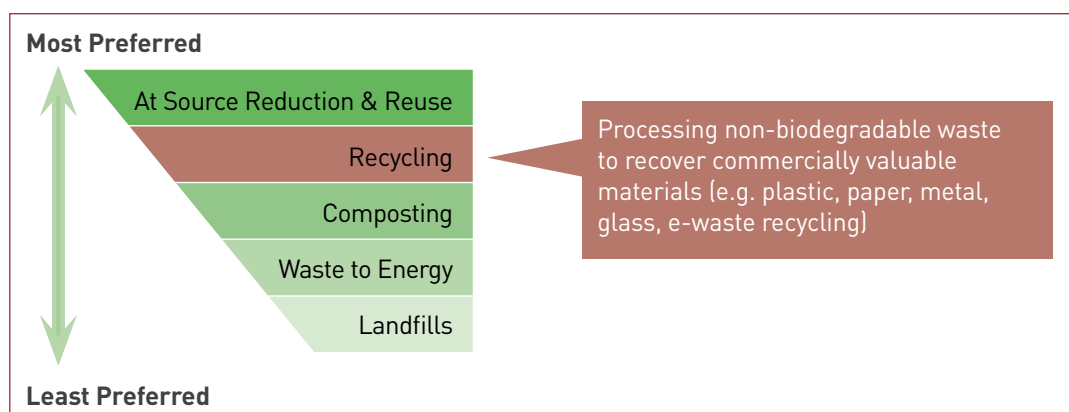 Most Preferred
At Source Reduction & Reuse
Recycling
Composting
Waste to Energy
Landfills
Least Preferred
Processing non-biodegradable waste
to recover commercially valuable
materials (e.g. plastic, paper, metal,
glass, e-waste recycling)